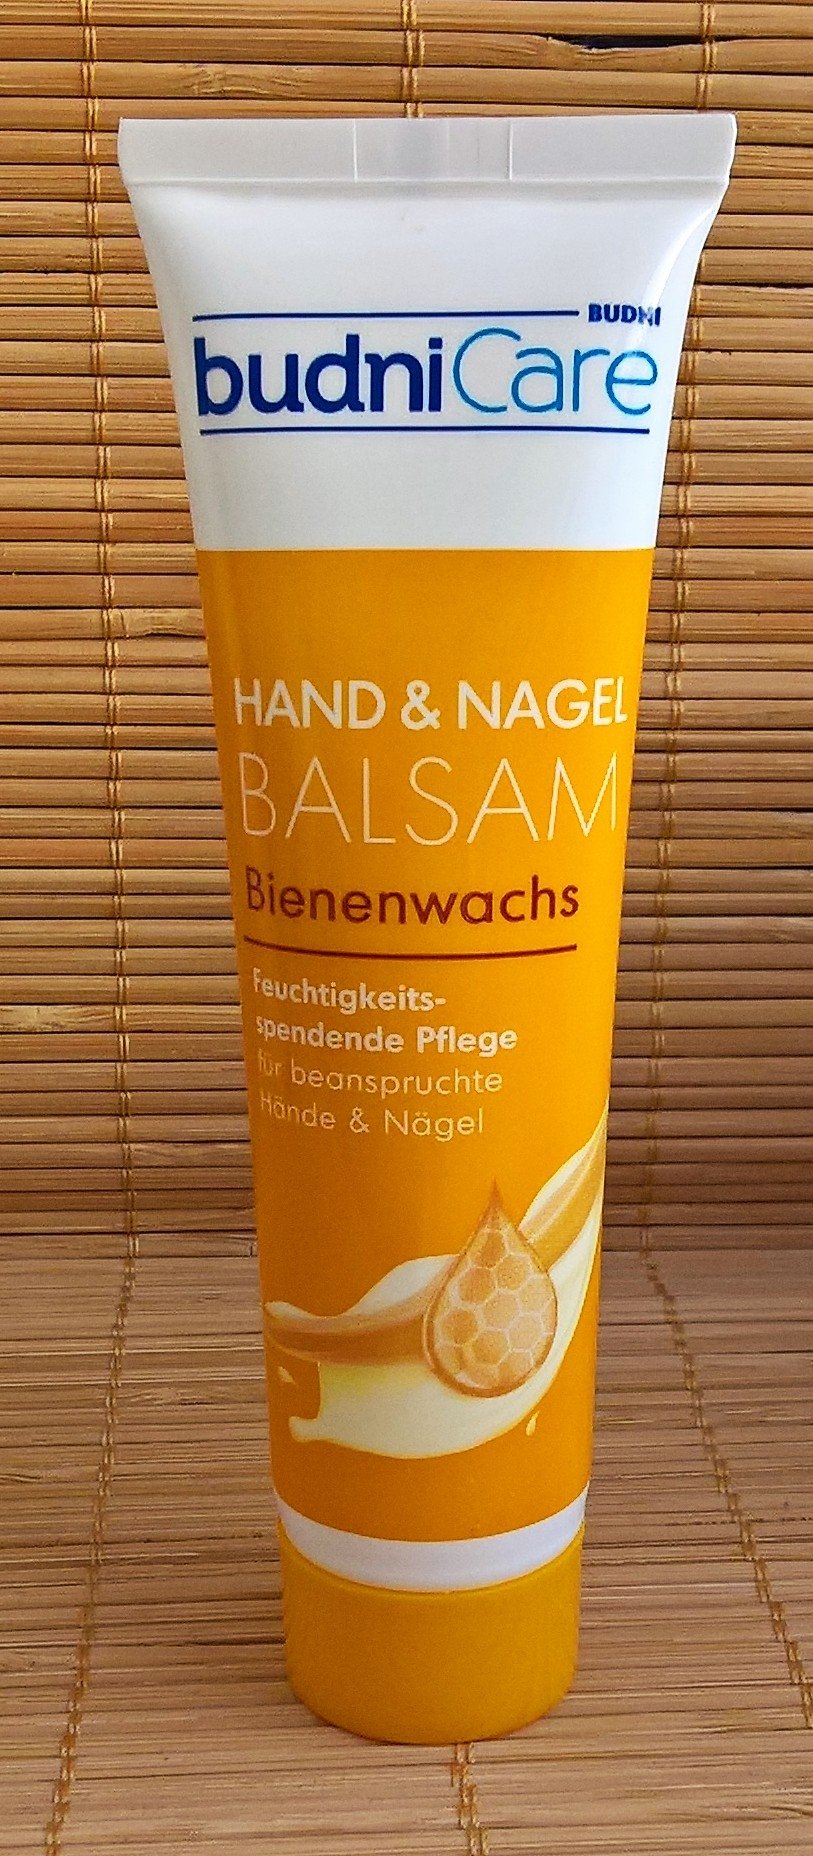 BUDNI
budniCare
HAND & NAGEL
BALSAM
Bienenwachs
Feuchtigkeits-
spendende Pflege
für beanspruchte
Hände & Nägel